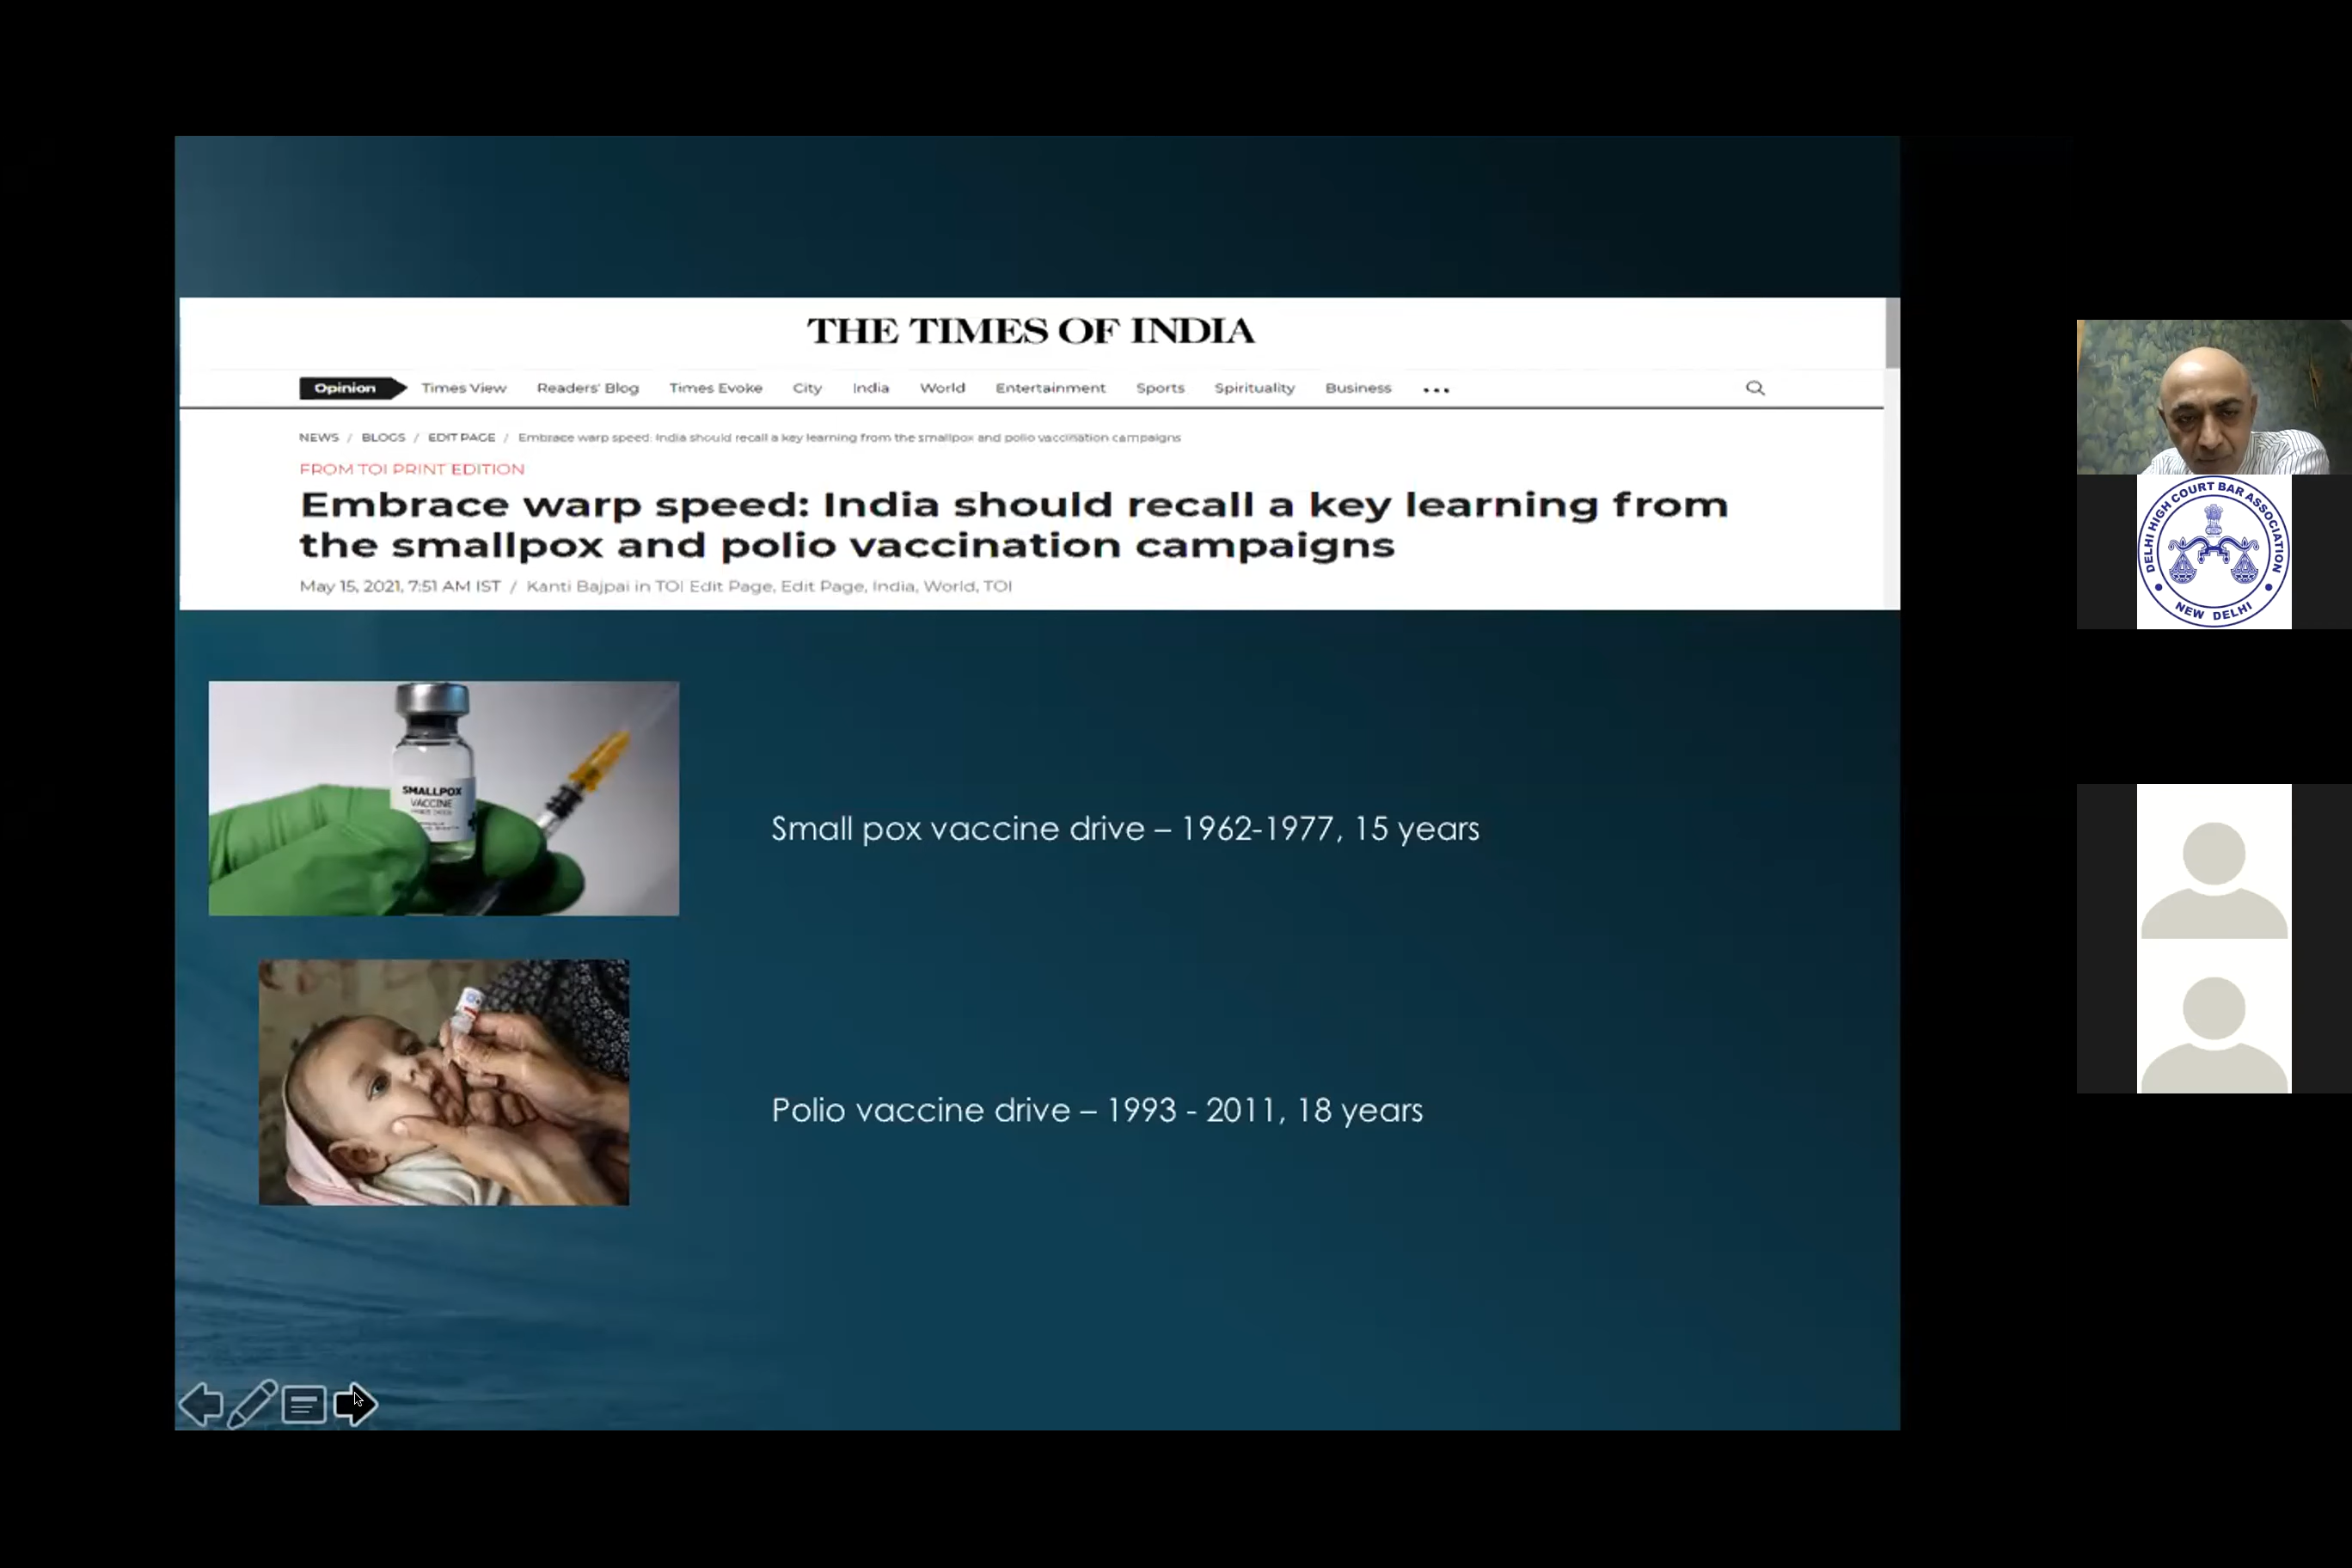 THE TIMES OF INDIA
Opinion Times View Readers' Blog Times Evoke City India World Entertainment Sports Spirituality Business •••
NEWS / BLOGS / EDIT PAGE / Embrace warp speed: India should recall a key learning from the smallpox and polio vaccination campaigns
FROM TOI PRINT EDITION
Embrace warp speed: India should recall a key learning from
the smallpox and polio vaccination campaigns
May 15, 2021, 7:51 AM IST / Kanti Bajpai in TOI Edit Page, Edit Page, India, World, TOI
DELHI HIGH COURT BAR ASSOCIATION
NEW DELHI
SMALLPOX
VACCINE
Small pox vaccine drive – 1962-1977, 15 years
Polio vaccine drive – 1993 - 2011, 18 years